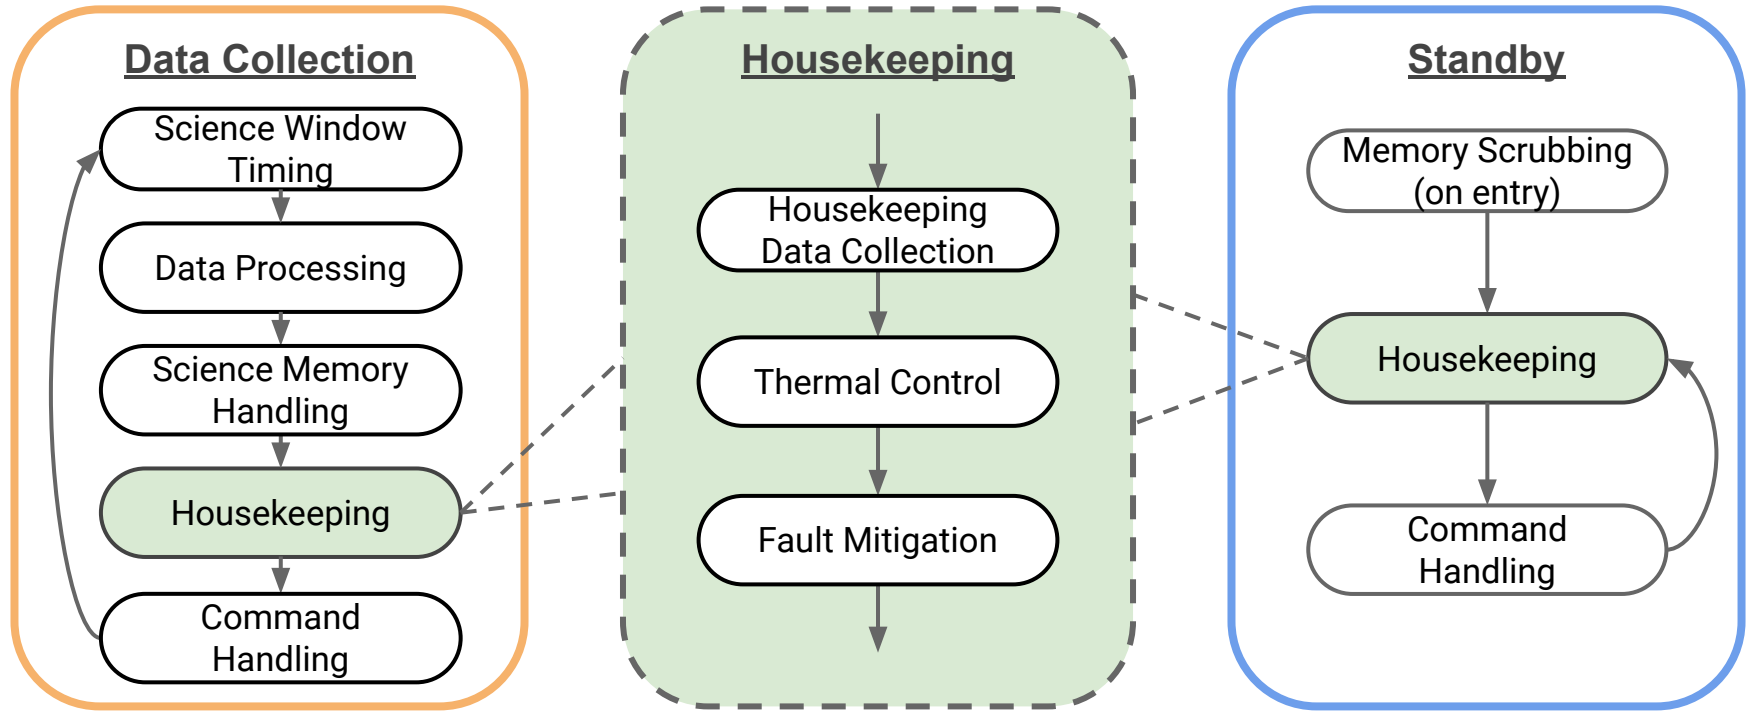 Data Collection
Science Window
Timing
Data Processing
Science Memory
Handling
Housekeeping
Command
Handling
Housekeeping
Housekeeping
Data Collection
Thermal Control
Fault Mitigation
Standby
Memory Scrubbing
(on entry)
Housekeeping
Command
Handling